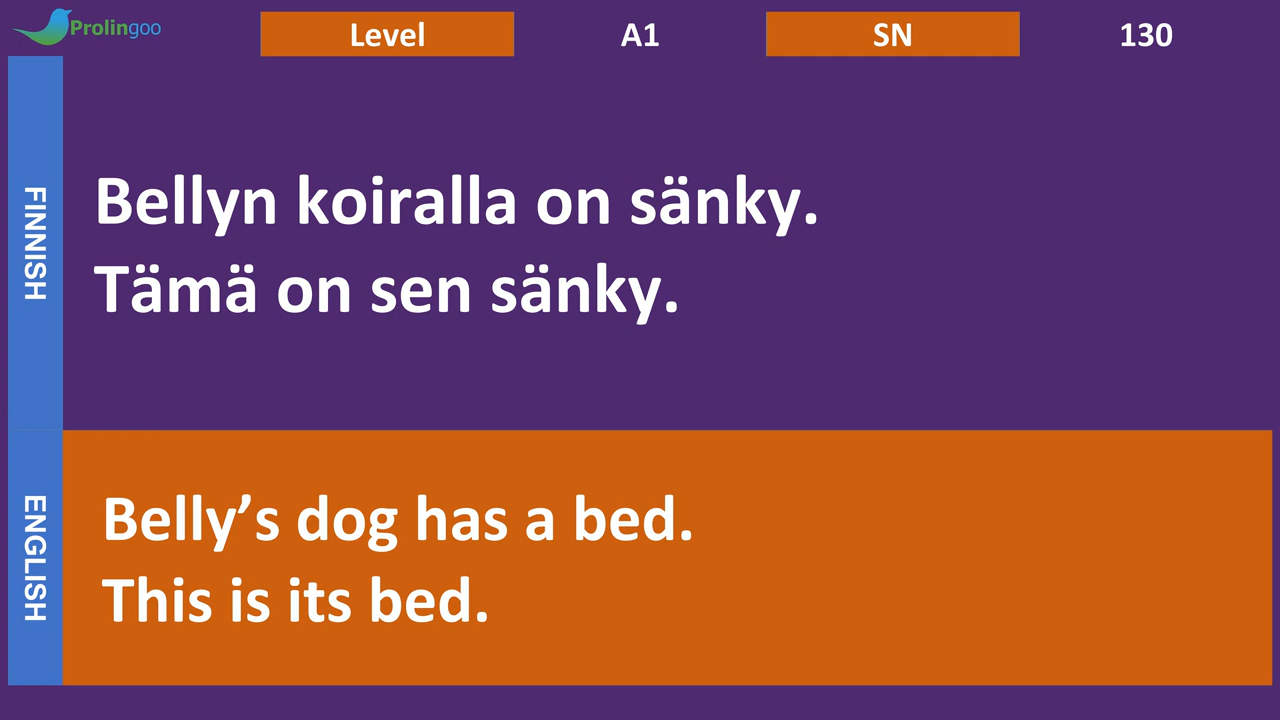 Prolingoo
Level
A1
SN
130
FINNISH
Bellyn koiralla on sänky.
Tämä on sen sänky.
ENGLISH
Belly’s dog has a bed.
This is its bed.